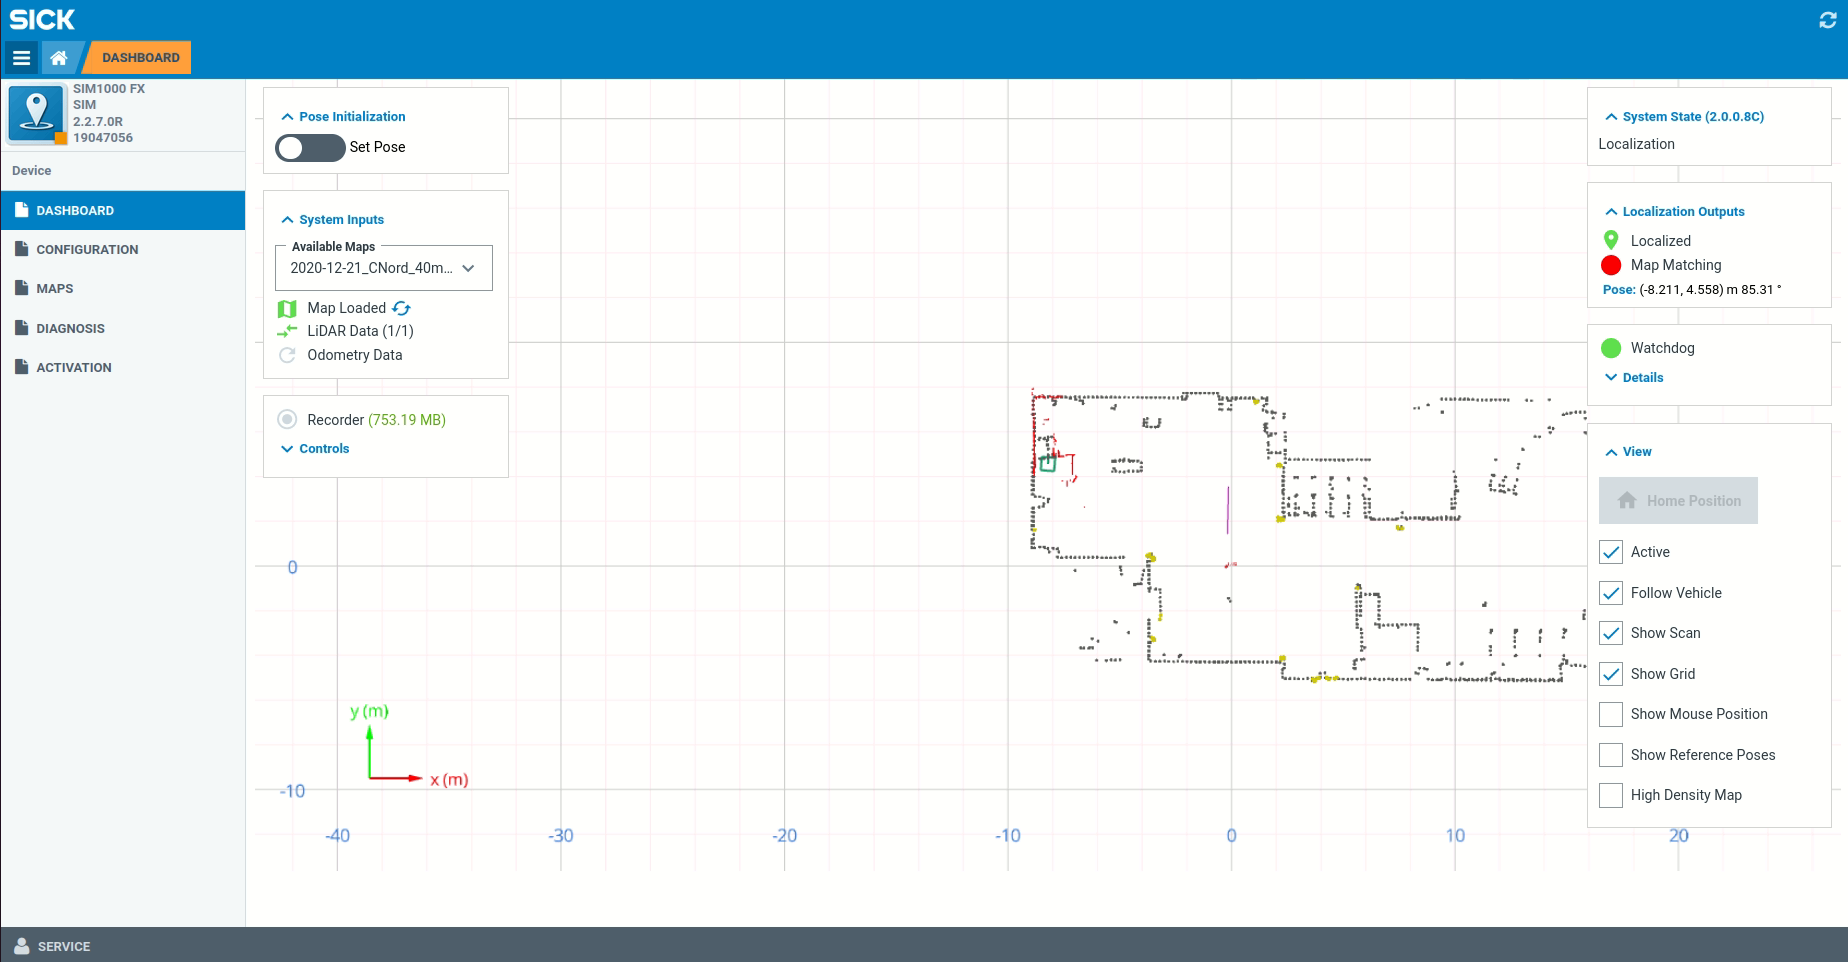 SICK
DASHBOARD
SIM1000 FX
SIM
2.2.7.0R
19047056
Device
DASHBOARD
CONFIGURATION
MAPS
DIAGNOSIS
ACTIVATION
Pose Initialization
Set Pose
System Inputs
Available Maps
2020-12-21_CNord_40m...
Map Loaded
LiDAR Data (1/1)
Odometry Data
Recorder (753.19 MB)
Controls
0
-10
y (m)
x (m)
-40
-30
-20
-10
0
10
20
System State (2.0.0.8C)
Localization
Localization Outputs
Localized
Map Matching
Pose: (-8.211, 4.558) m 85.31 °
Watchdog
Details
View
Home Position
Active
Follow Vehicle
Show Scan
Show Grid
Show Mouse Position
Show Reference Poses
High Density Map
SERVICE